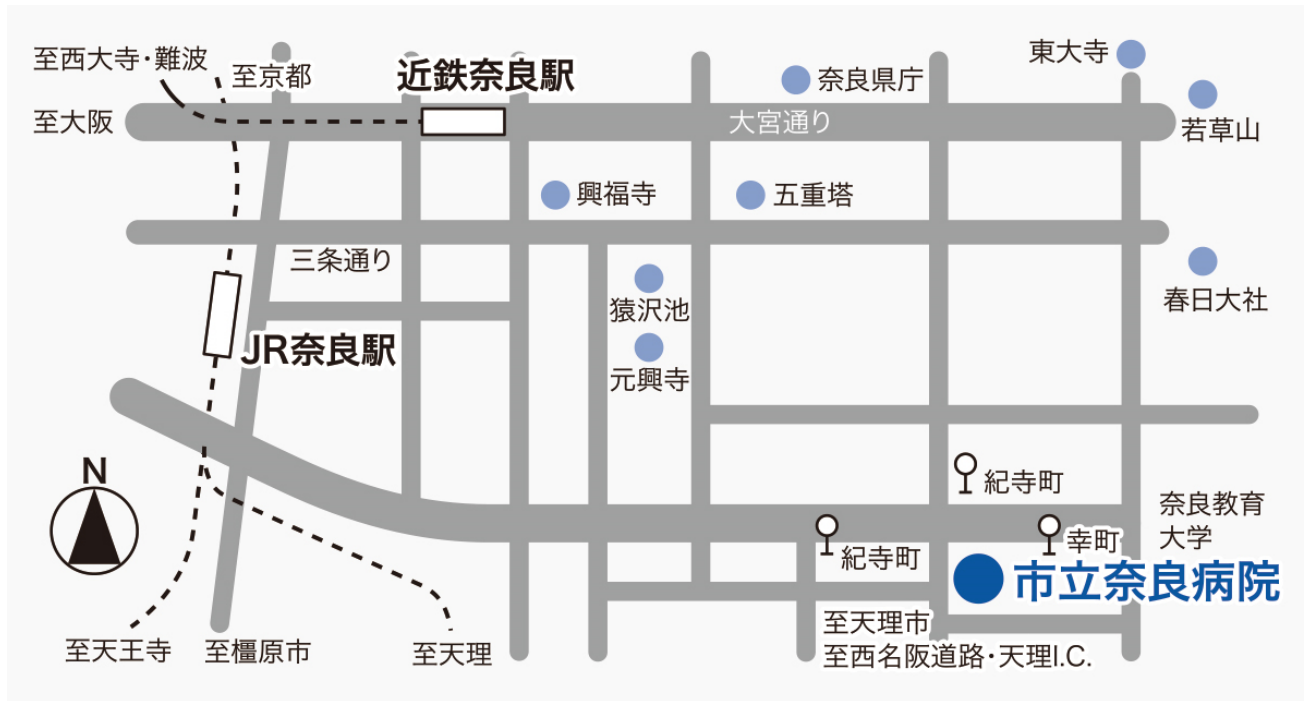 東大寺
至西大寺･難波
至京都
近鉄奈良駅
奈良県庁
至大阪
大宮通り
若草山
興福寺
五重塔
三条通り
春日大社
猿沢池
JR奈良駅
元興寺
N
紀寺町
奈良教育
大学
紀寺町
幸町
市立奈良病院
至天理市
至西名阪道路･天理I.C.
至天王寺
至橿原市
至天理